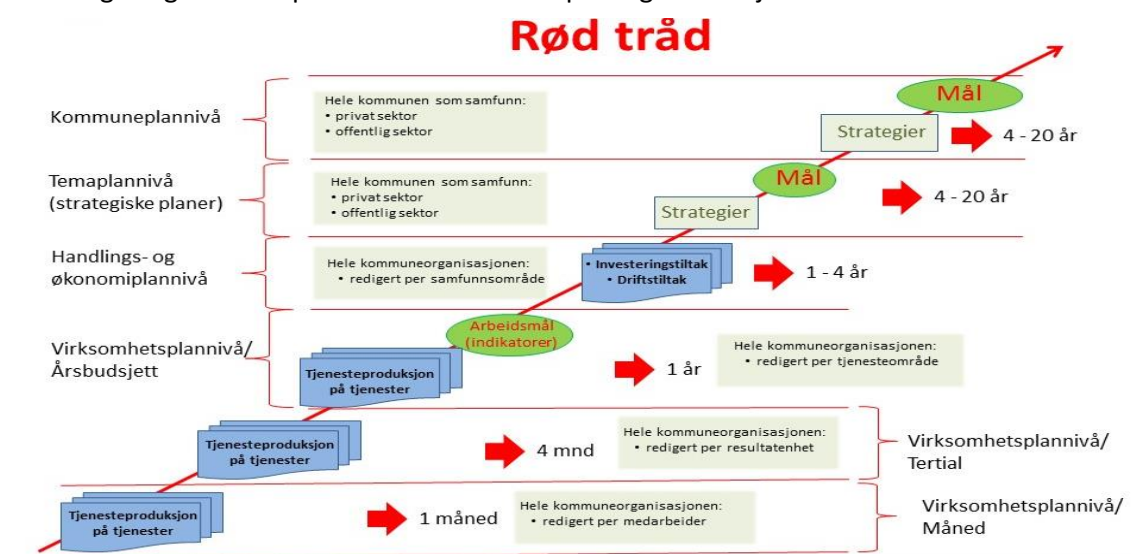 Rød tråd
Mål
Kommuneplannivå
Hele kommunen som samfunn:
• privat sektor
• offentlig sektor
Strategier
4 - 20 år
Temaplannivå
(strategiske planer)
Hele kommunen som samfunn:
• privat sektor
• offentlig sektor
Mål
Strategier
4 - 20 år
Handlings- og
økonomiplannivå
Hele kommuneorganisasjonen:
• redigert per samfunnsområde
• Investeringstiltak
• Driftstiltak
1 - 4 år
Virksomhetsplannivå/
Årsbudsjett
Arbeidsmål
(indikatorer)
Tjenesteproduksjon
på tjenester
1 år
Hele kommuneorganisasjonen:
• redigert per tjenesteområde
Tjenesteproduksjon
på tjenester
4 mnd
Hele kommuneorganisasjonen:
• redigert per resultatenhet
Virksomhetsplannivå/
Tertial
Tjenesteproduksjon
på tjenester
1 måned
Hele kommuneorganisasjonen:
• redigert per medarbeider
Virksomhetsplannivå/
Måned